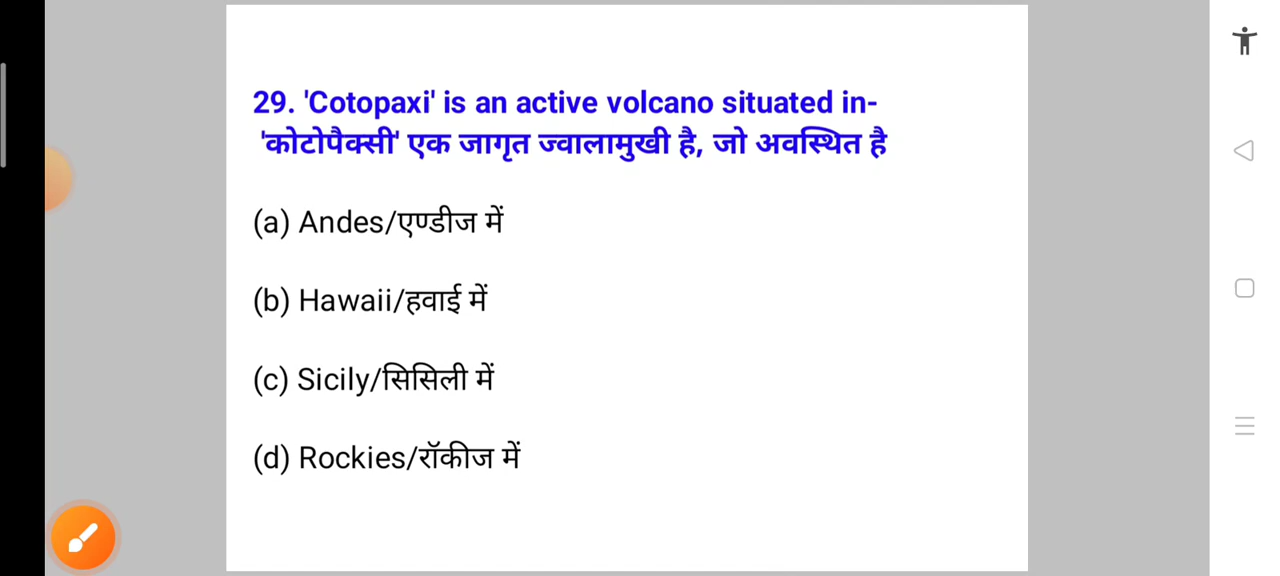 29. 'Cotopaxi' is an active volcano situated in-
'कोटोपैक्सी' एक जागृत ज्वालामुखी है, जो अवस्थित है
(a) Andes/एण्डीज में
(b) Hawaii/हवाई में
(c) Sicily/सिसिली में
(d) Rockies/रॉकीज में